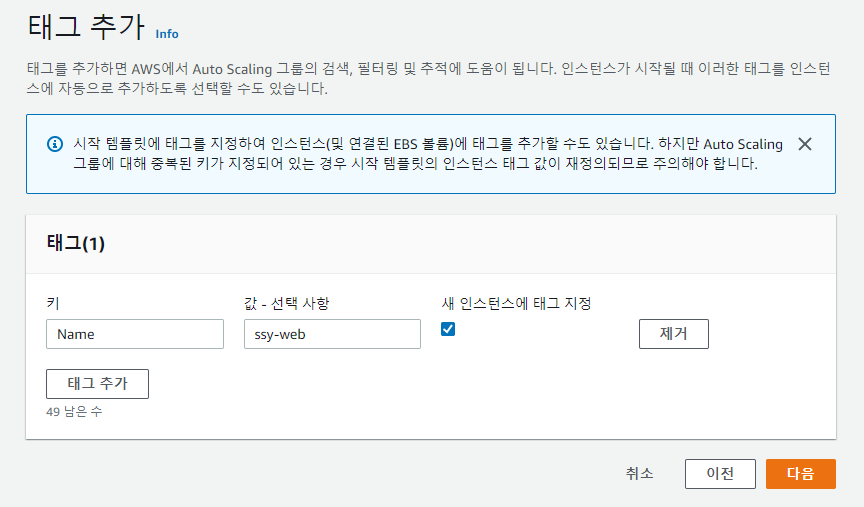 태그 추가 Info
태그를 추가하면 AWS에서 Auto Scaling 그룹의 검색, 필터링 및 추적에 도움이 됩니다. 인스턴스가 시작될 때 이러한 태그를 인스턴
스에 자동으로 추가하도록 선택할 수도 있습니다.
시작 템플릿에 태그를 지정하여 인스턴스(및 연결된 EBS 볼륨)에 태그를 추가할 수도 있습니다. 하지만 Auto Scaling
그룹에 대해 중복된 키가 지정되어 있는 경우 시작 템플릿의 인스턴스 태그 값이 재정의되므로 주의해야 합니다.
태그(1)
키 값 - 선택 사항 새 인스턴스에 태그 지정
Name ssy-web 제거
태그 추가
49 남은 수
취소 이전 다음